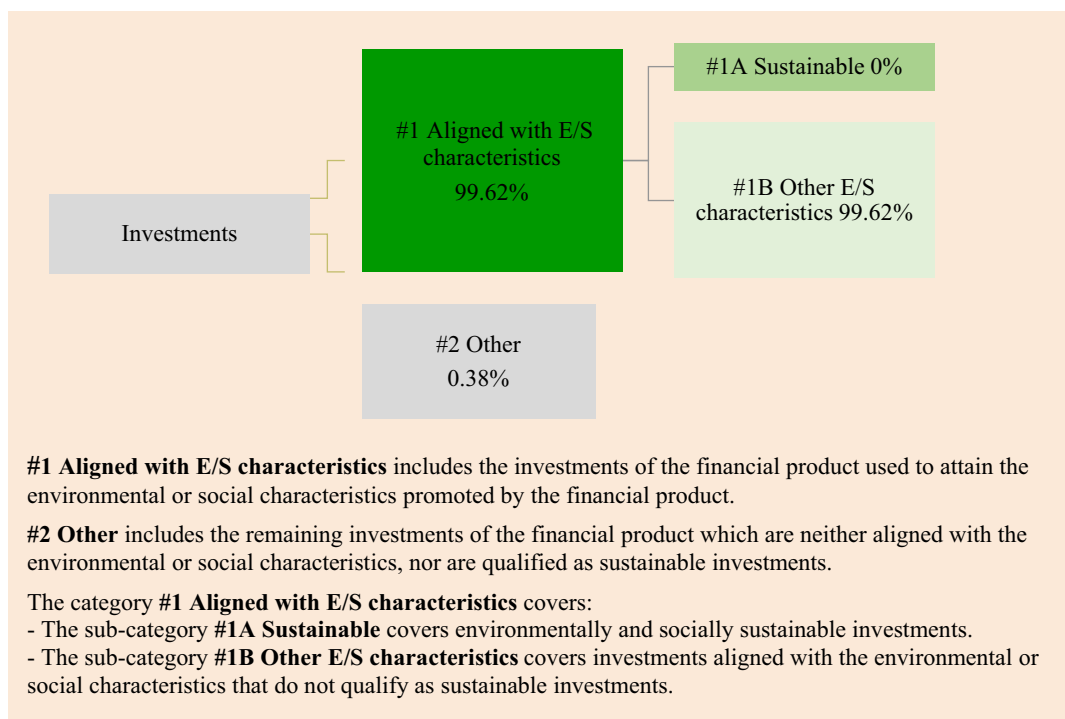 Investments
#1 Aligned with E/S
characteristics
99.62%
#1A Sustainable 0%
#1B Other E/S
characteristics 99.62%
#2 Other
0.38%
#1 Aligned with E/S characteristics includes the investments of the financial product used to attain the
environmental or social characteristics promoted by the financial product.
#2 Other includes the remaining investments of the financial product which are neither aligned with the
environmental or social characteristics, nor are qualified as sustainable investments.
The category #1 Aligned with E/S characteristics covers:
- The sub-category #1A Sustainable covers environmentally and socially sustainable investments.
- The sub-category #1B Other E/S characteristics covers investments aligned with the environmental or
social characteristics that do not qualify as sustainable investments.